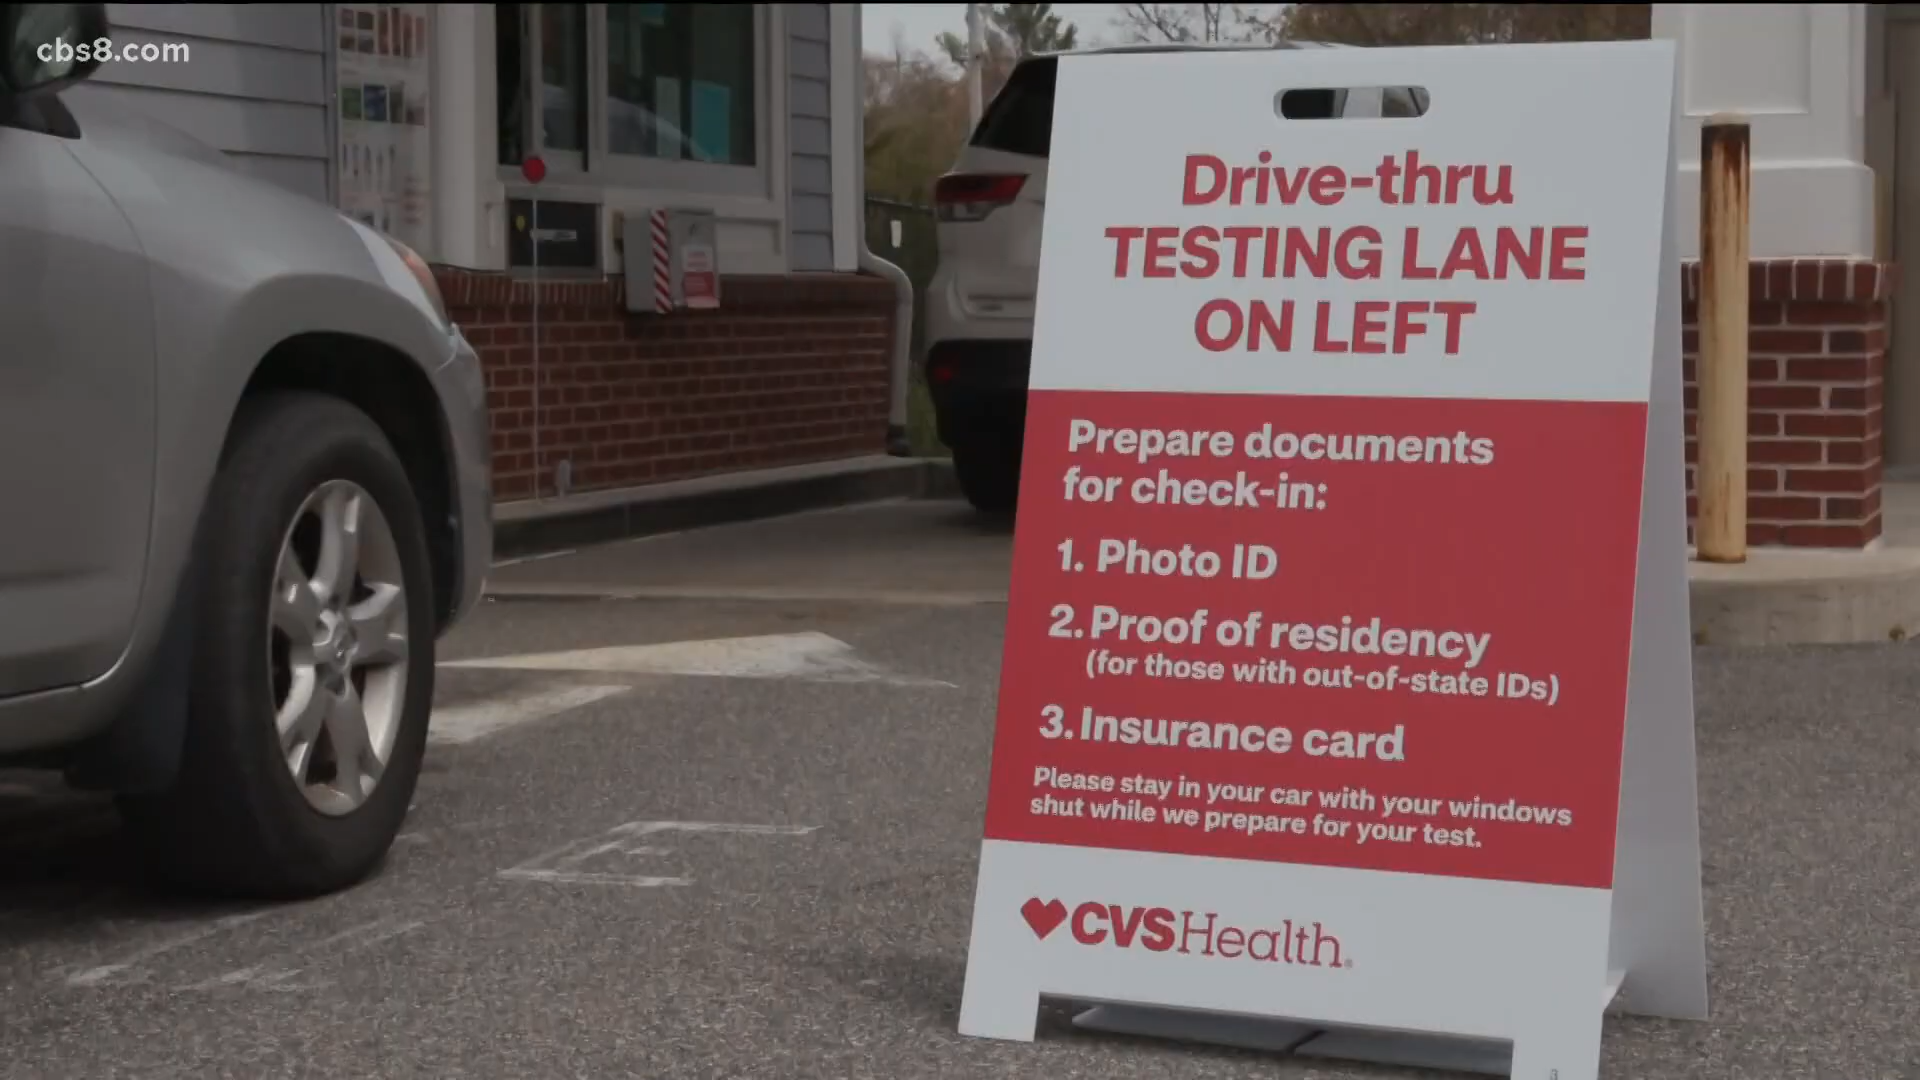 cbs8.com
Drive-thru
TESTING LANE
ON LEFT
Prepare documents
for check-in:
1. Photo ID
2. Proof of residency
(for those with out-of-state IDs)
3. Insurance card
Please stay in your car with your windows
shut while we prepare for your test.
CVSHealth®